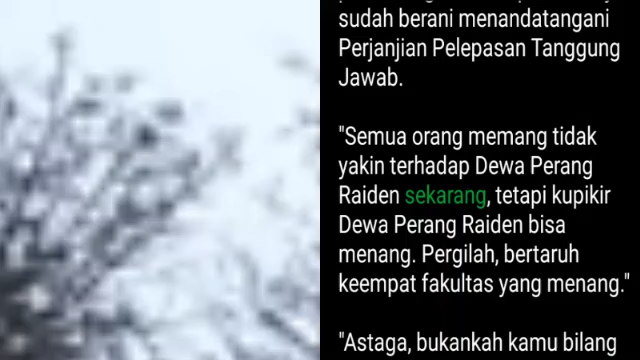 sudah berani menandatangani
Perjanjian Pelepasan Tanggung
Jawab.
"Semua orang memang tidak
yakin terhadap Dewa Perang
Raiden sekarang, tetapi kupikir
Dewa Perang Raiden bisa
menang. Pergilah, bertaruh
keempat fakultas yang menang."
"Astaga, bukankah kamu bilang